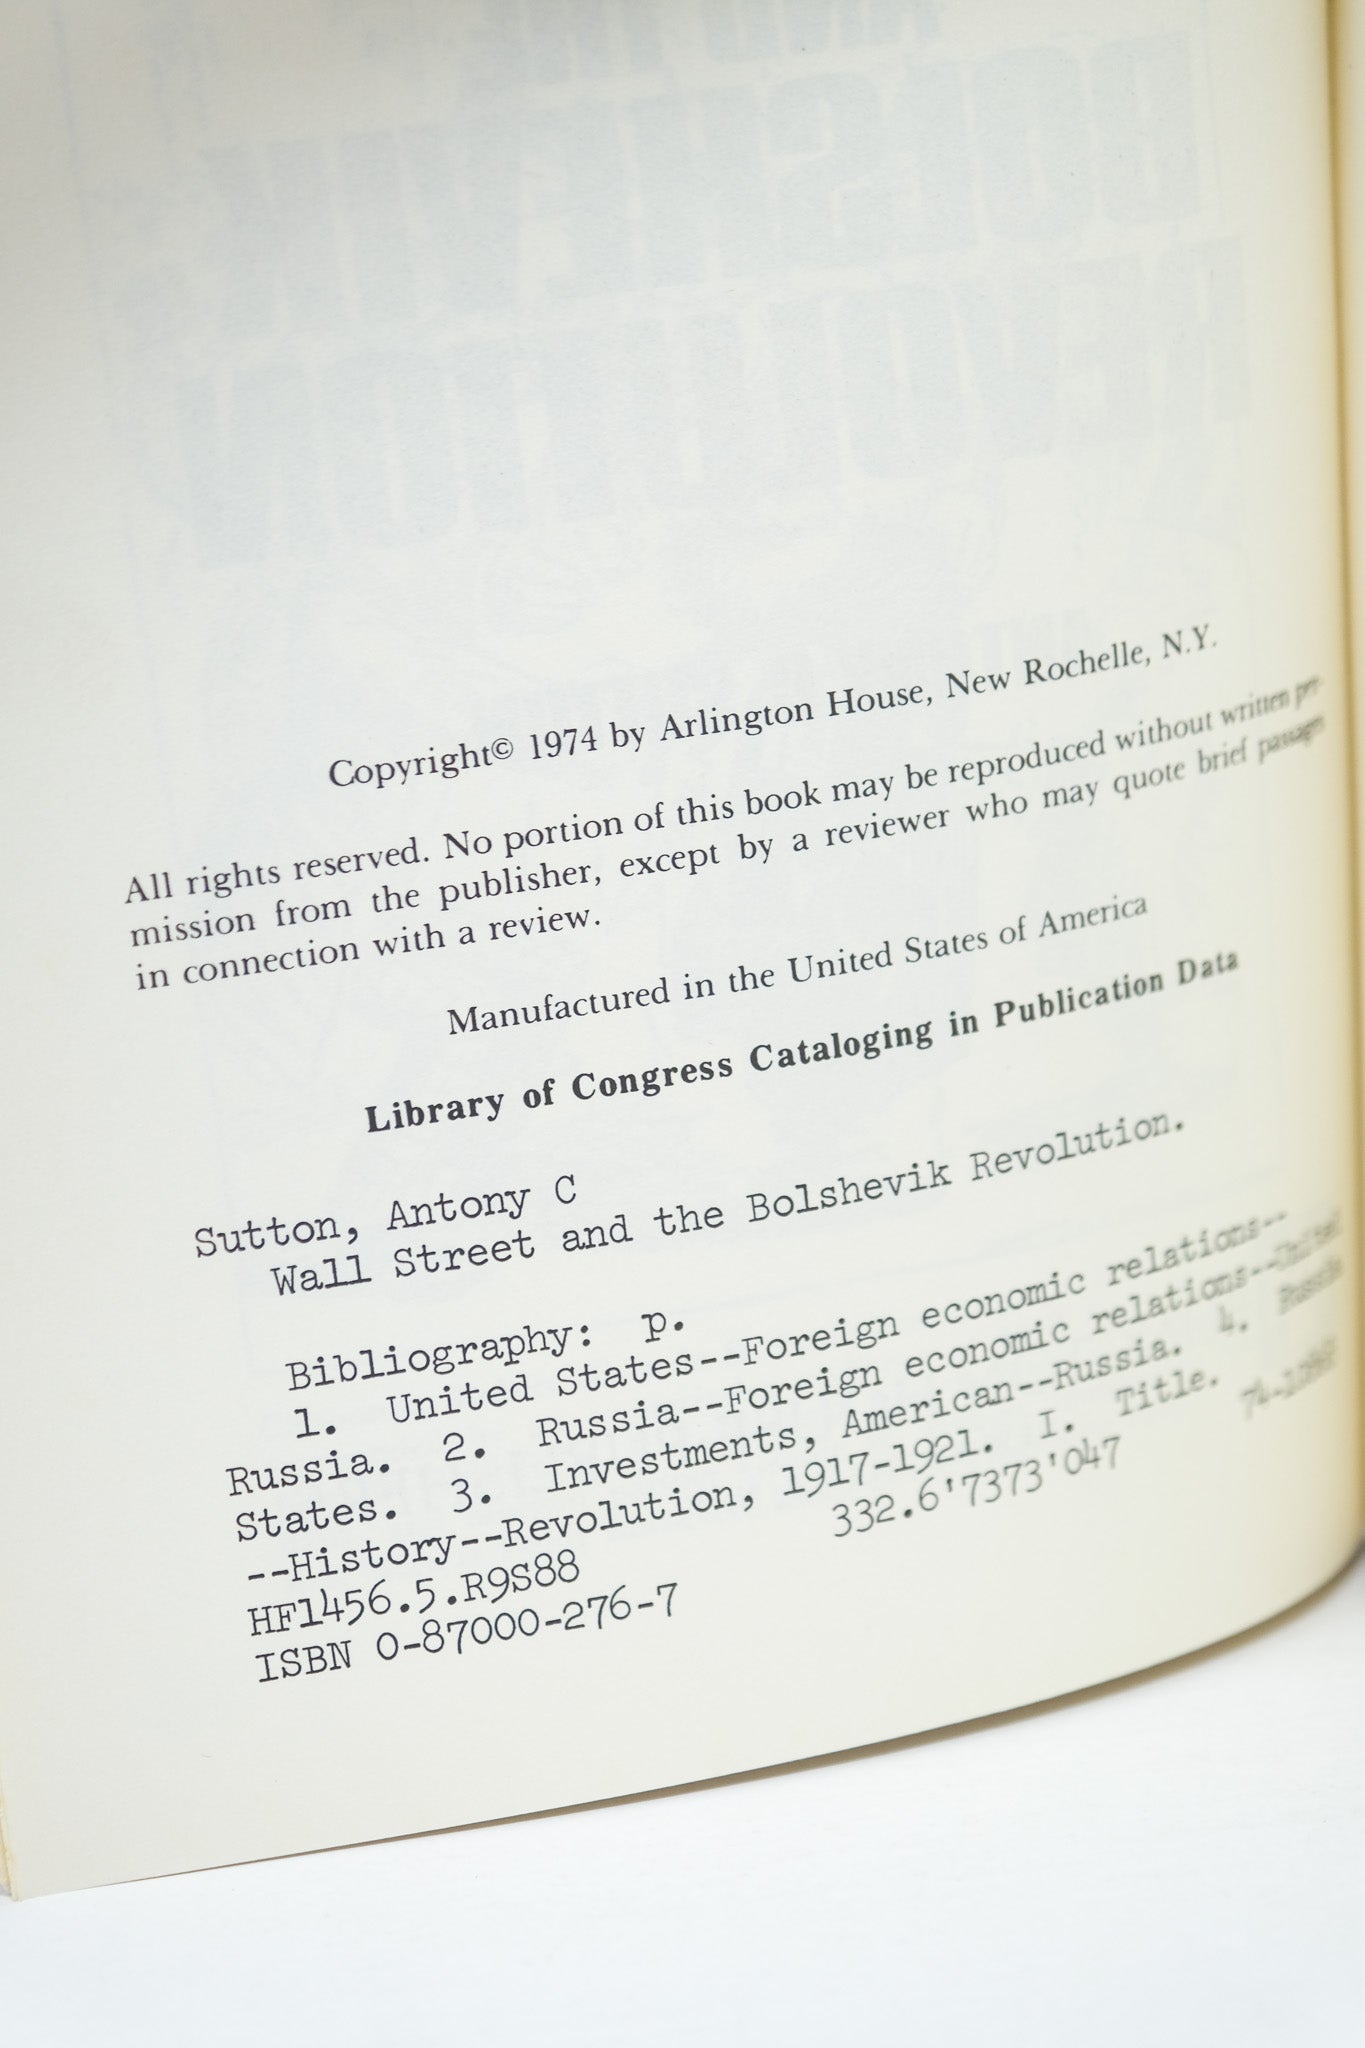 Copyright© 1974 by Arlington House, New Rochelle, N.Y.
All rights reserved. No portion of this book may be reproduced without written per-
mission from the publisher, except by a reviewer who may quote brief passages
in connection with a review.
Manufactured in the United States of America
Library of Congress Cataloging in Publication Data
Sutton, Antony C
Wall Street and the Bolshevik Revolution.
Bibliography: p.
1. United States--Foreign economic relations--
Russia. 2. Russia--Foreign economic relations--United
States. 3. Investments, American--Russia. 4. Russia
--History--Revolution, 1917-1921. I. Title.
HF1456.5.R9S88 332.6'7373'047
ISBN 0-87000-276-7